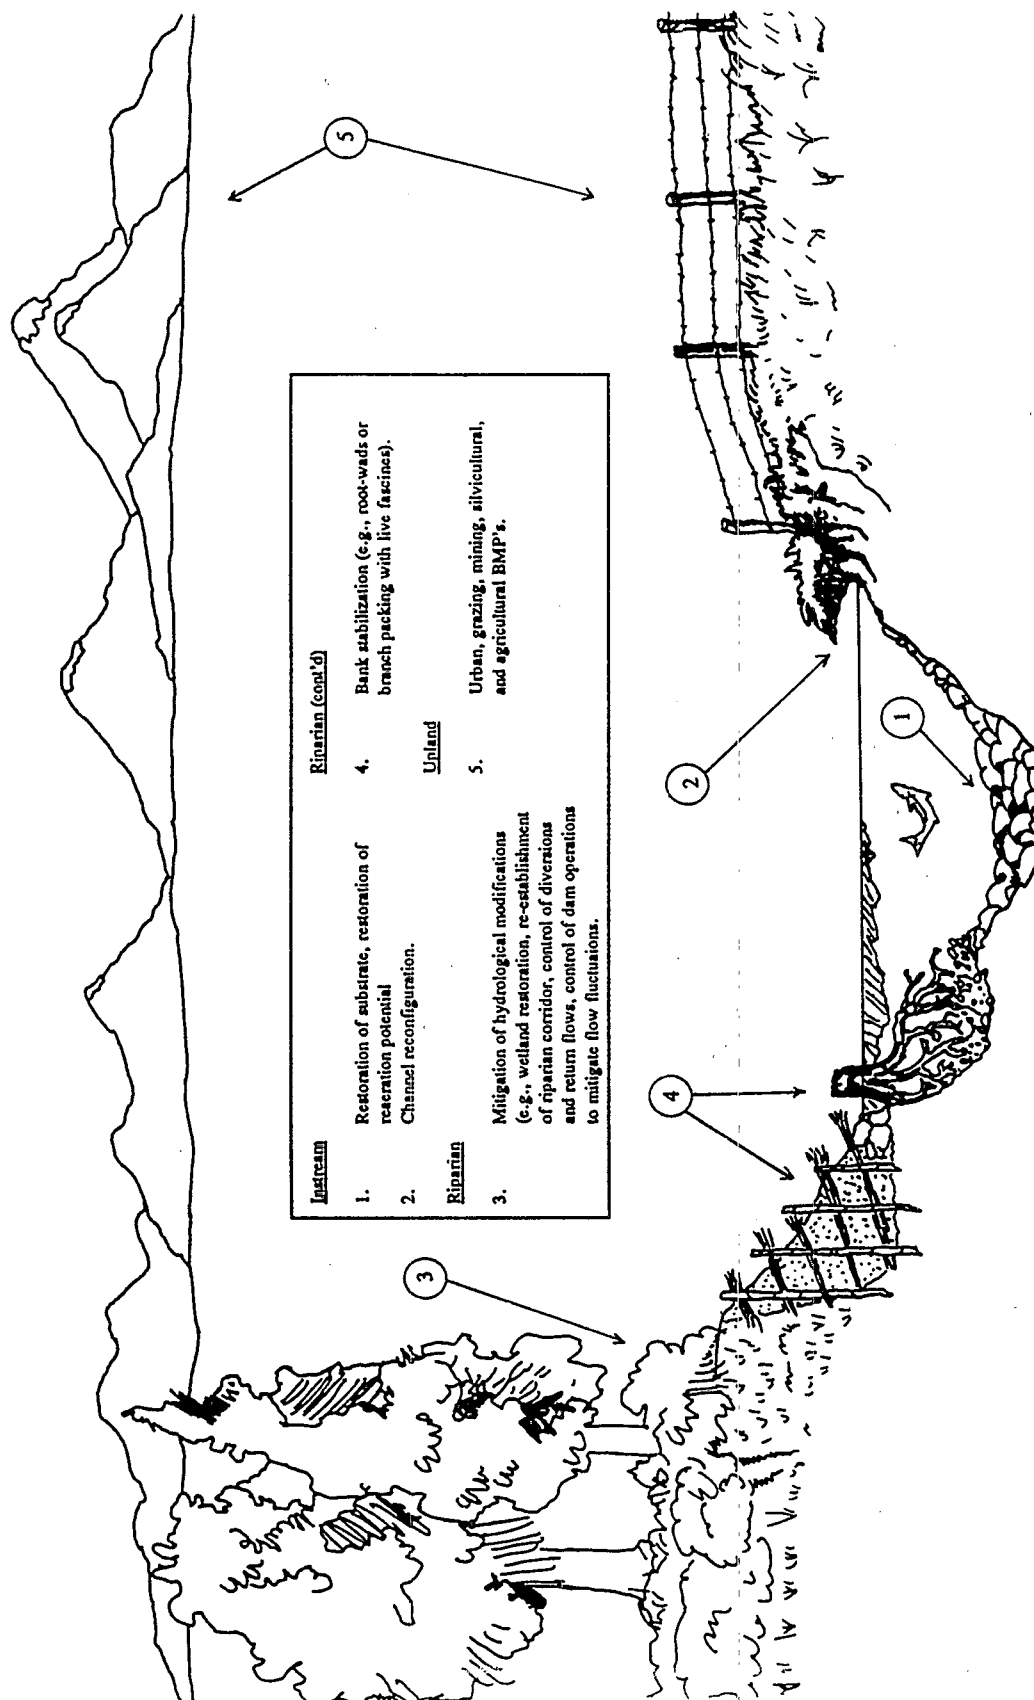 Instream
1. Restoration of substrate, restoration of
reaeration potential
2. Channel reconfiguration.
Riparian
3. Mitigation of hydrological modifications
(e.g., wetland restoration, re-establishment
of riparian corridor, control of diversions
and return flows, control of dam operations
to mitigate flow fluctuaions.
Riparian (cont'd)
4. Bank stabilization (e.g., root-wads or
branch packing with live fascines).
Upland
5. Urban, grazing, mining, silvicultural,
and agricultural BMP's.
5
3
2
4
1